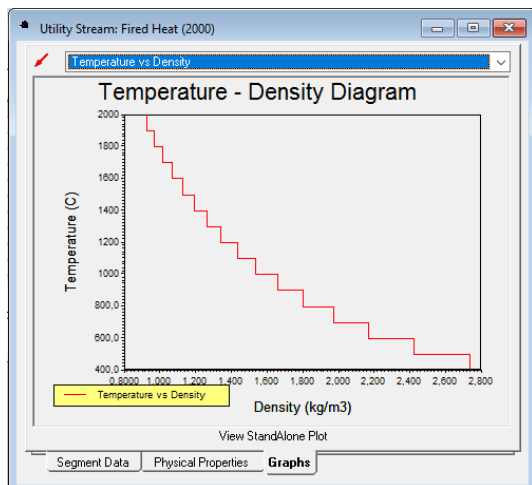 Utility Stream: Fired Heat (2000)
Temperature vs Density
Temperature - Density Diagram
Temperature (C)
2000
1800
1600
1400
1200
1000
800,0
600,0
400,0
0,8000 1,000 1,200 1,400 1,600 1,800 2,000 2,200 2,400 2,600 2,800
Temperature vs Density
Density (kg/m3)
View StandAlone Plot
Segment Data Physical Properties Graphs